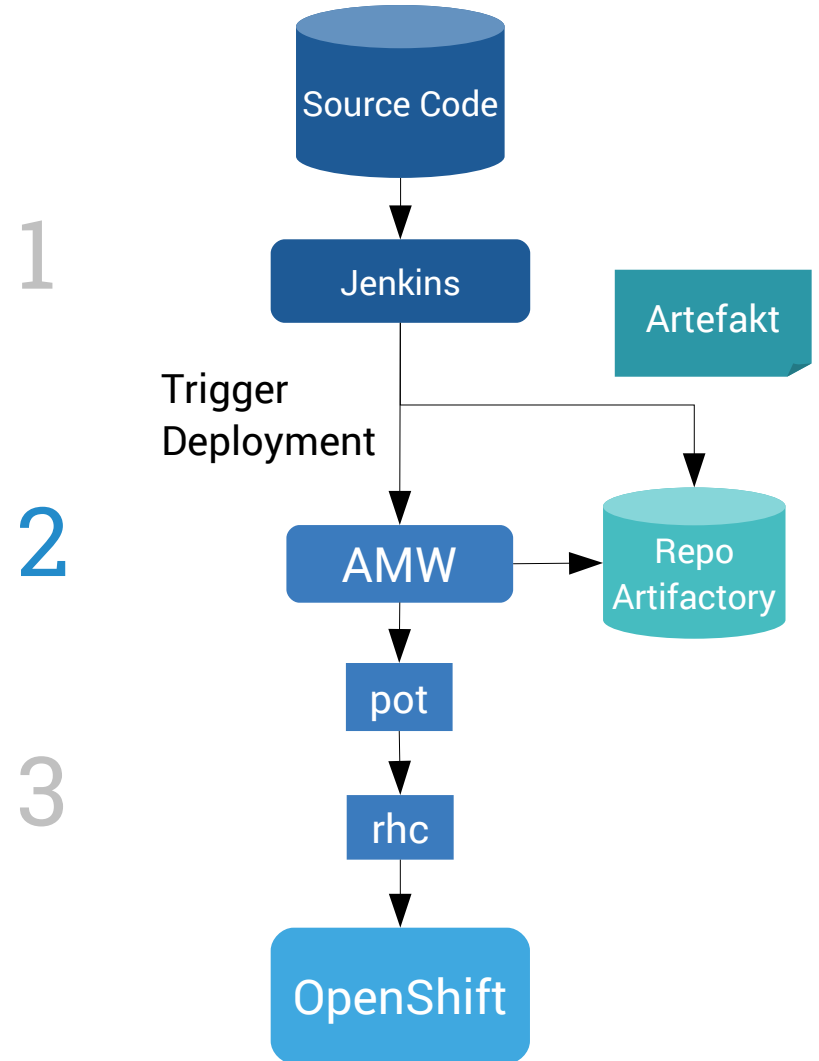 Source Code
1
Jenkins
Artefakt
Trigger
Deployment
2
AMW
Repo
Artifactory
pot
3
rhc
OpenShift